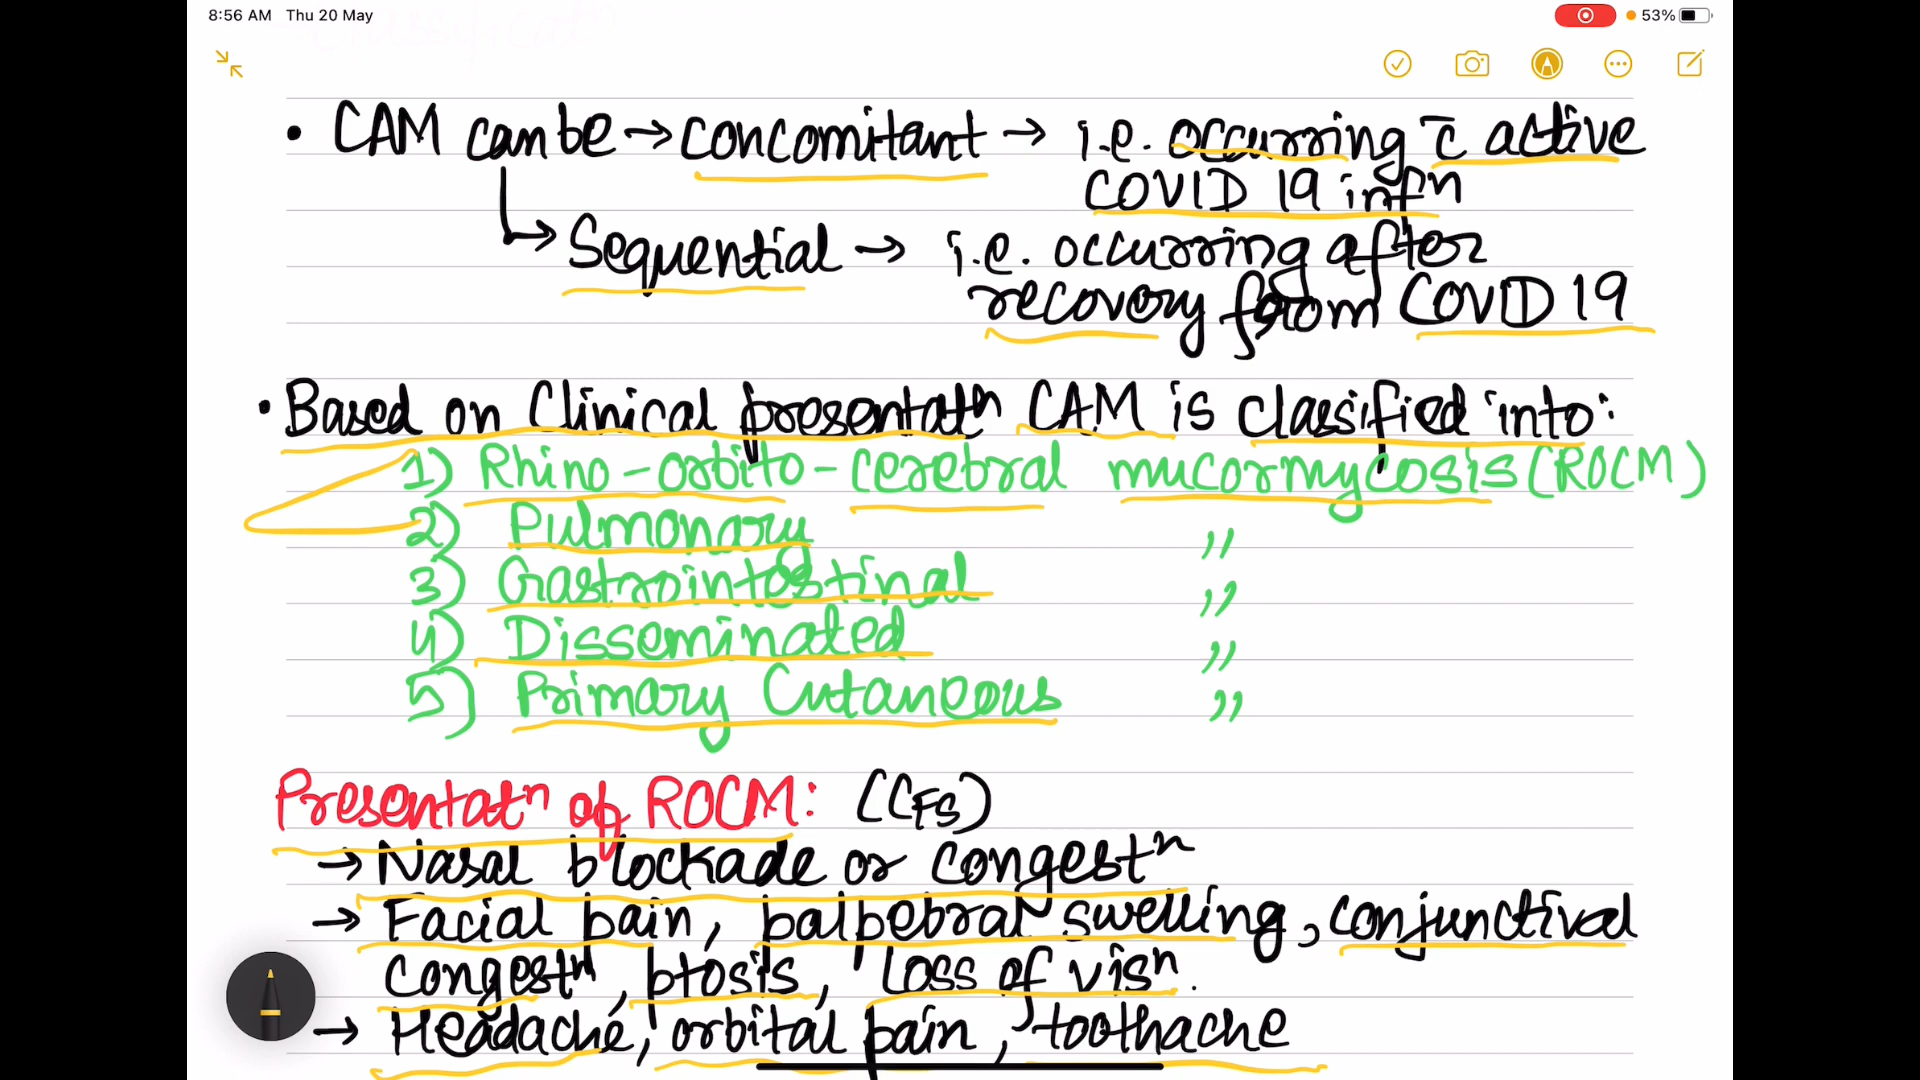 8:56 AM Thu 20 May 53%
• CAM can be → concomitant → i.e. occurring c̄ active
COVID 19 infⁿ
↳ Sequential → i.e. occurring after
recovery from COVID 19
• Based on Clinical presentatⁿ CAM is classified into:
1) Rhino-orbito-cerebral mucormycosis (ROCM)
2) Pulmonary "
3) Gastrointestinal "
4) Disseminated "
5) Primary Cutaneous "
Presentatⁿ of ROCM: (CFs)
→ Nasal blockade or congestⁿ
→ Facial pain, palpebral swelling, conjunctival
congestⁿ, ptosis, Loss of visⁿ.
→ Headache, orbital pain, toothache